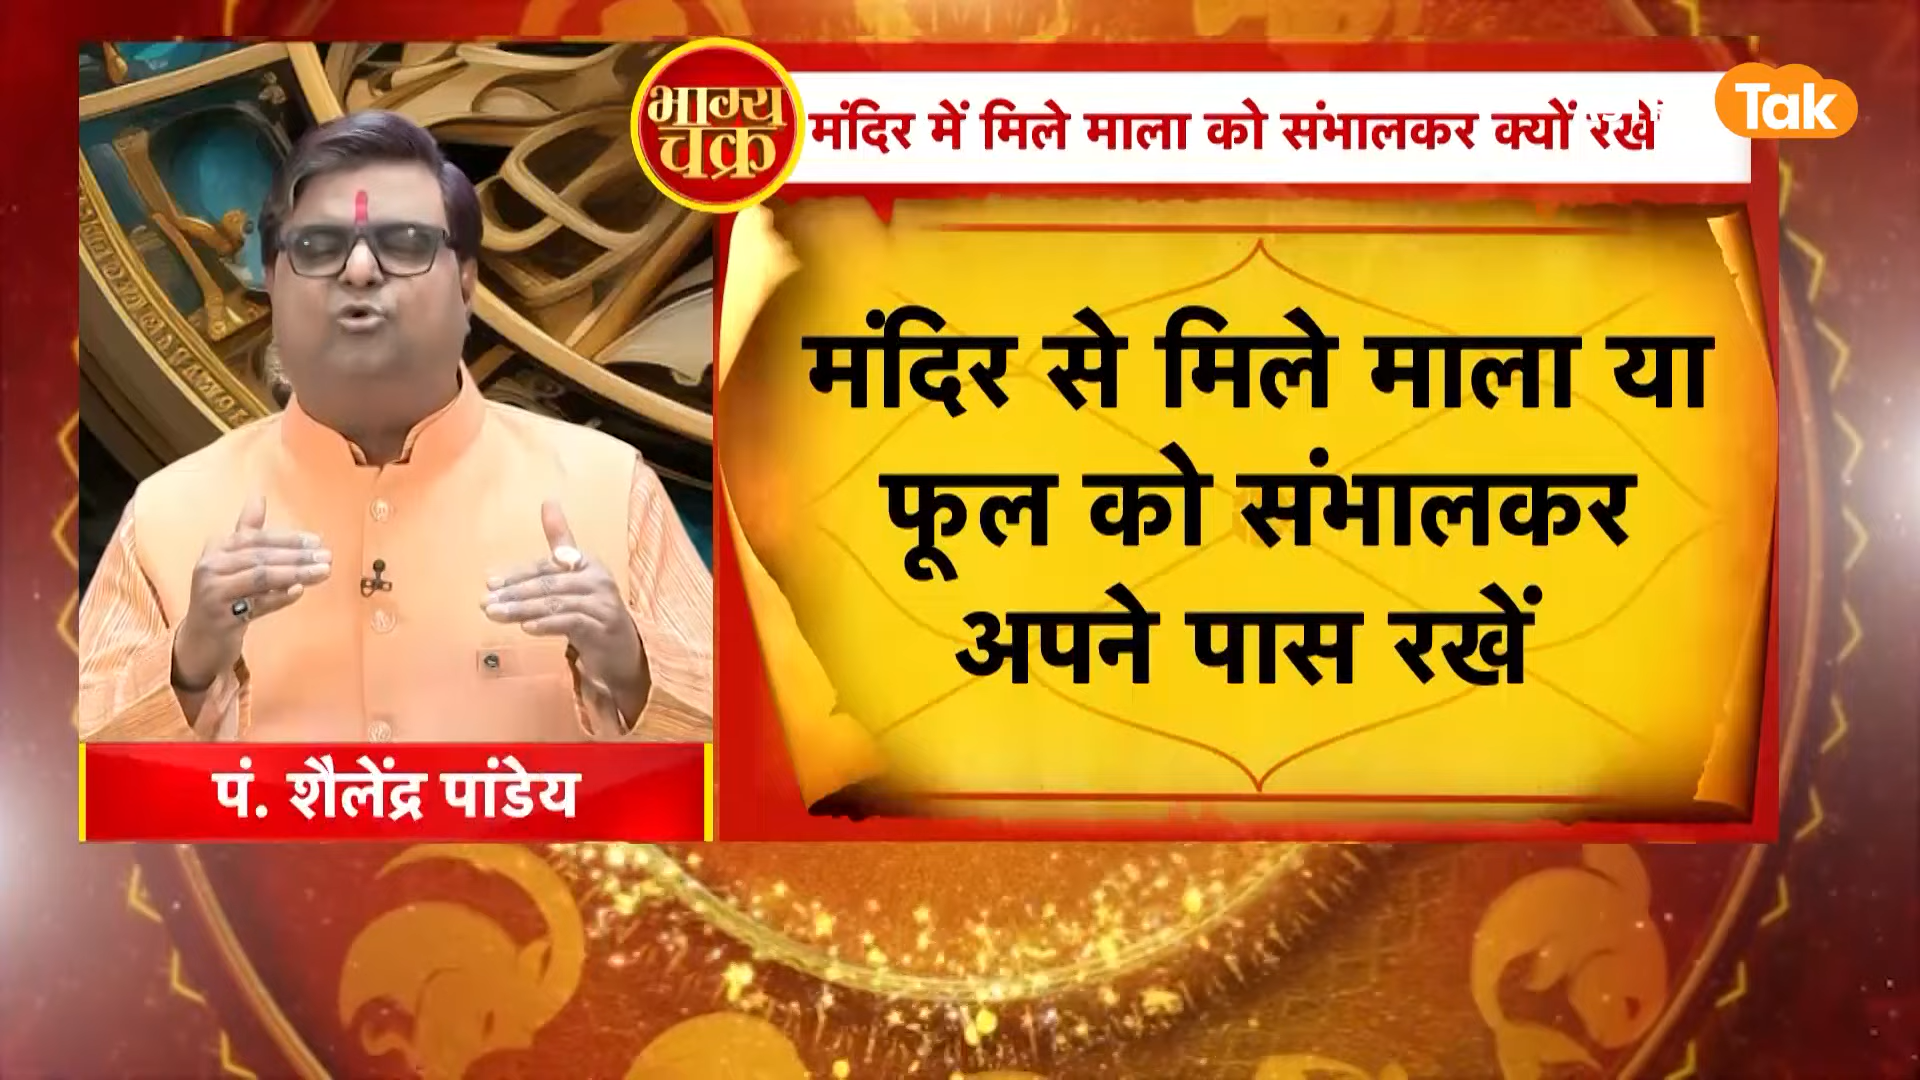 भाग्य
चक्र
मंदिर में मिले माला को संभालकर क्यों रखें
Tak
मंदिर से मिले माला या
फूल को संभालकर
अपने पास रखें
पं. शैलेंद्र पांडेय